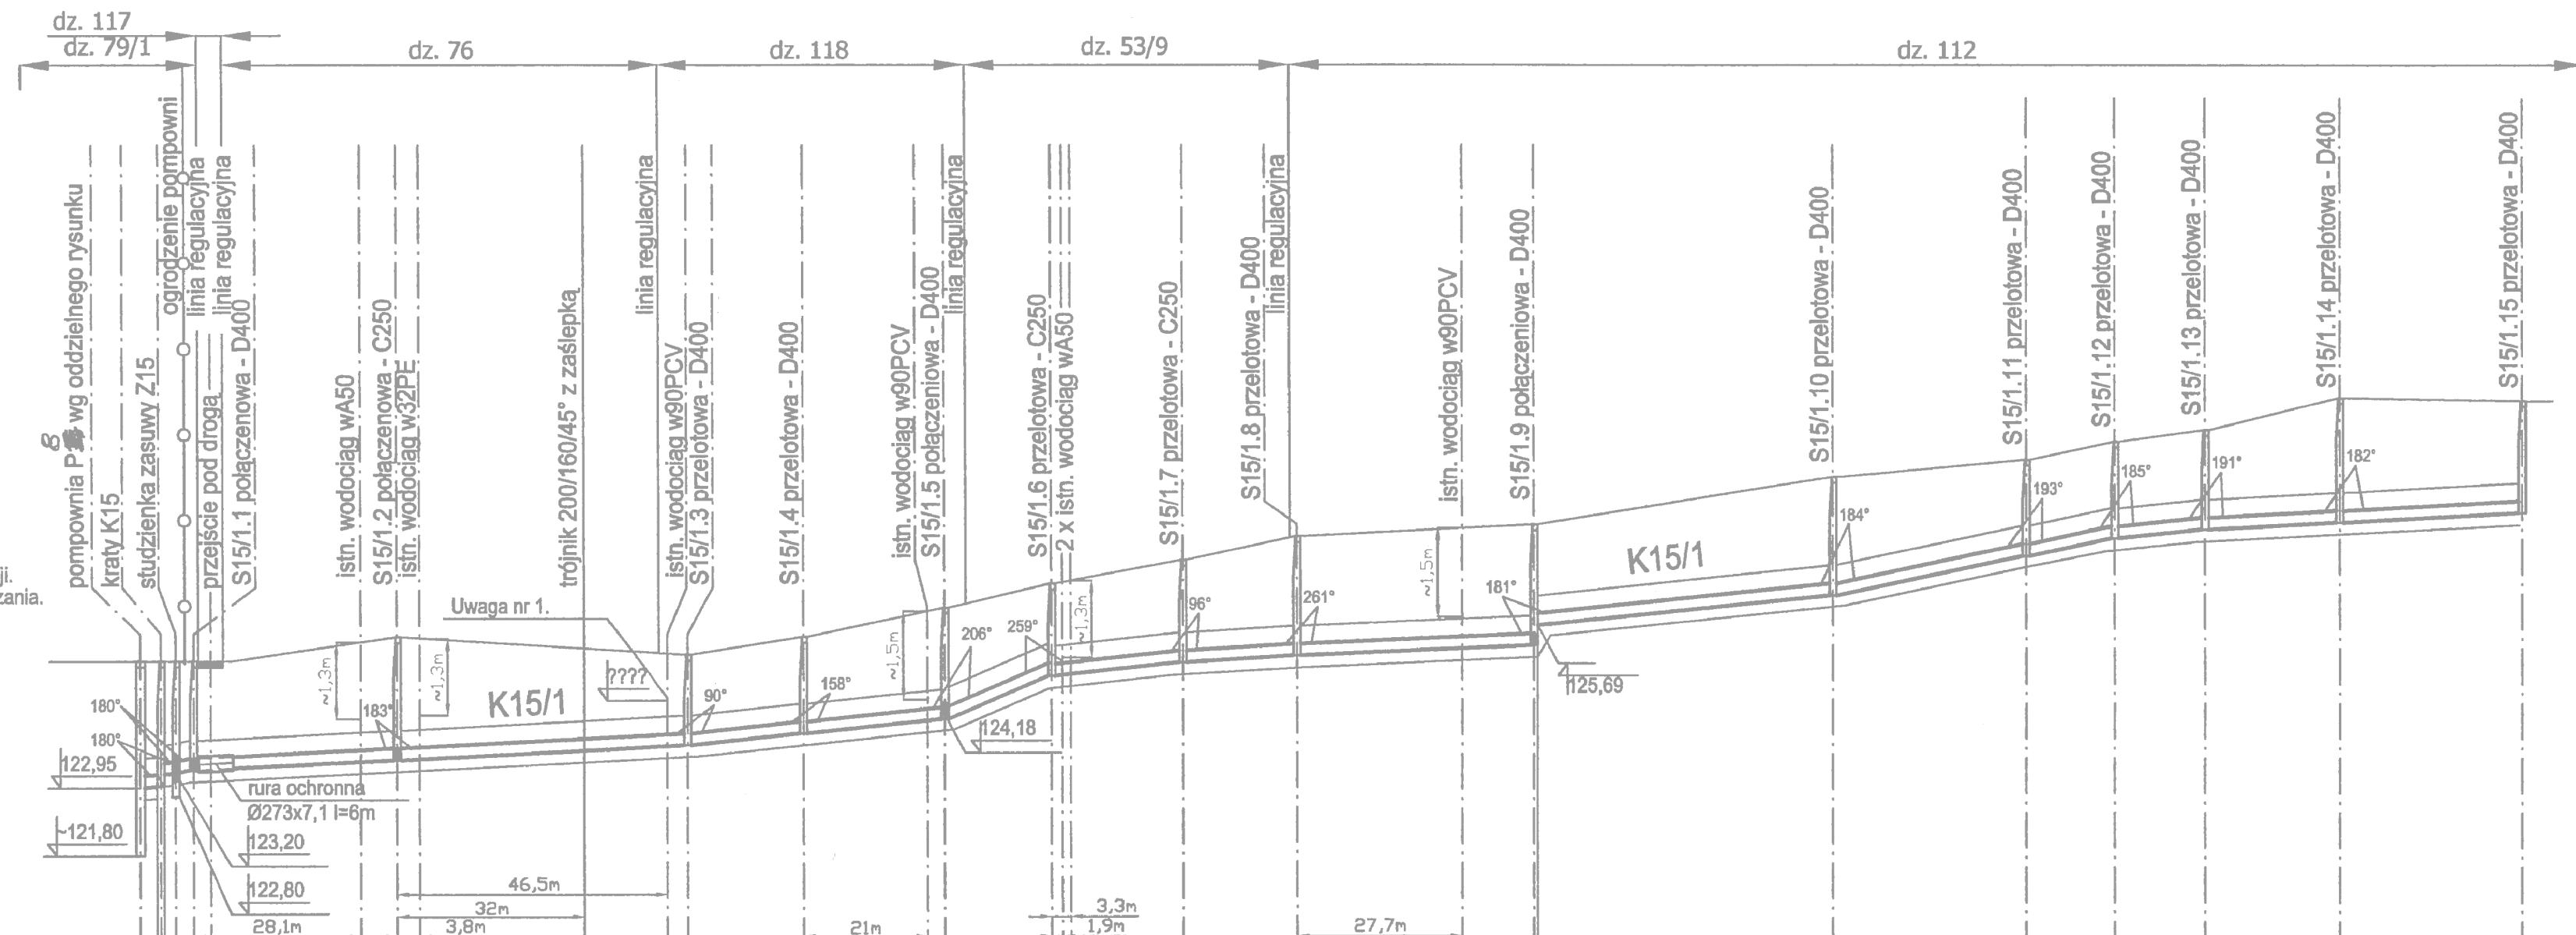 dz. 117
dz. 79/1
dz. 76
dz. 118
dz. 53/9
dz. 112
pompownia P wg oddzielnego rysunku
8
kraty K15
studzienka zasuwy Z15
ogrodzenie pompowni
linia regulacyjna
linia regulacyjna
przejście pod drogą
S15/1.1 połączenowa - D400
istn. wodociąg wA50
S15/1.2 połączenowa - C250
istn. wodociąg w32PE
trójnik 200/160/45° z zaślepką
linia regulacyjna
istn. wodociąg w90PCV
S15/1.3 przelotowa - D400
S15/1.4 przelotowa - D400
istn. wodociąg w90PCV
S15/1.5 połączeniowa - D400
linia regulacyjna
S15/1.6 przelotowa - C250
2 x istn. wodociąg wA50
S15/1.7 przelotowa - C250
S15/1.8 przelotowa - D400
linia regulacyjna
istn. wodociąg w90PCV
S15/1.9 połączeniowa - D400
S15/1.10 przelotowa - D400
S15/1.11 przelotowa - D400
S15/1.12 przelotowa - D400
S15/1.13 przelotowa - D400
S15/1.14 przelotowa - D400
S15/1.15 przelotowa - D400
ji.
zania.
Uwaga nr 1.
????
K15/1
K15/1
~1,3m
~1,3m
~1,5m
~1,3m
~1,5m
180°
180°
183°
90°
158°
206°
259°
96°
261°
181°
184°
193°
185°
191°
182°
122,95
~121,80
rura ochronna
Ø273x7,1 l=6m
123,20
122,80
124,18
125,69
46,5m
32m
28,1m
3,8m
21m
3,3m
1,9m
27,7m